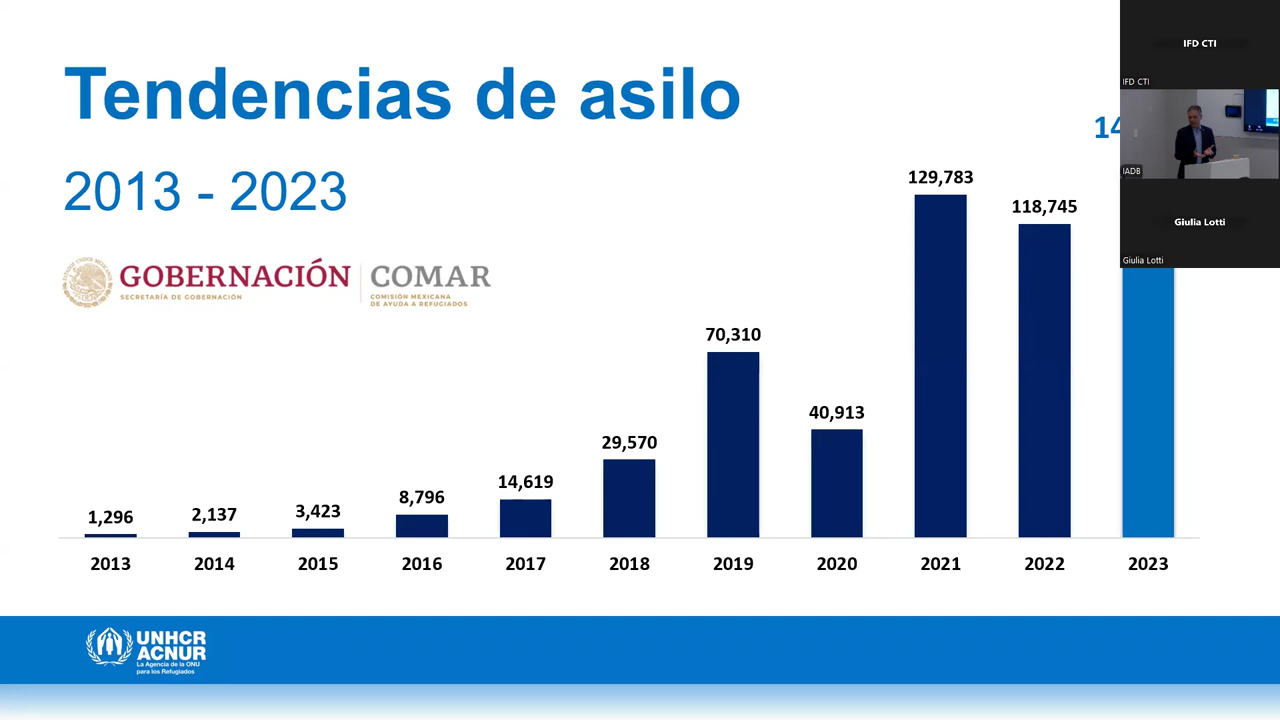 Tendencias de asilo
2013 - 2023
GOBERNACIÓN
SECRETARÍA DE GOBERNACIÓN
COMAR
COMISIÓN MEXICANA
DE AYUDA A REFUGIADOS
1,296
2,137
3,423
8,796
14,619
29,570
70,310
40,913
129,783
118,745
2013
2014
2015
2016
2017
2018
2019
2020
2021
2022
2023
UNHCR
ACNUR
La Agencia de la ONU
para los Refugiados
IFD CTI
IFD CTI
IADB
Giulia Lotti
Giulia Lotti